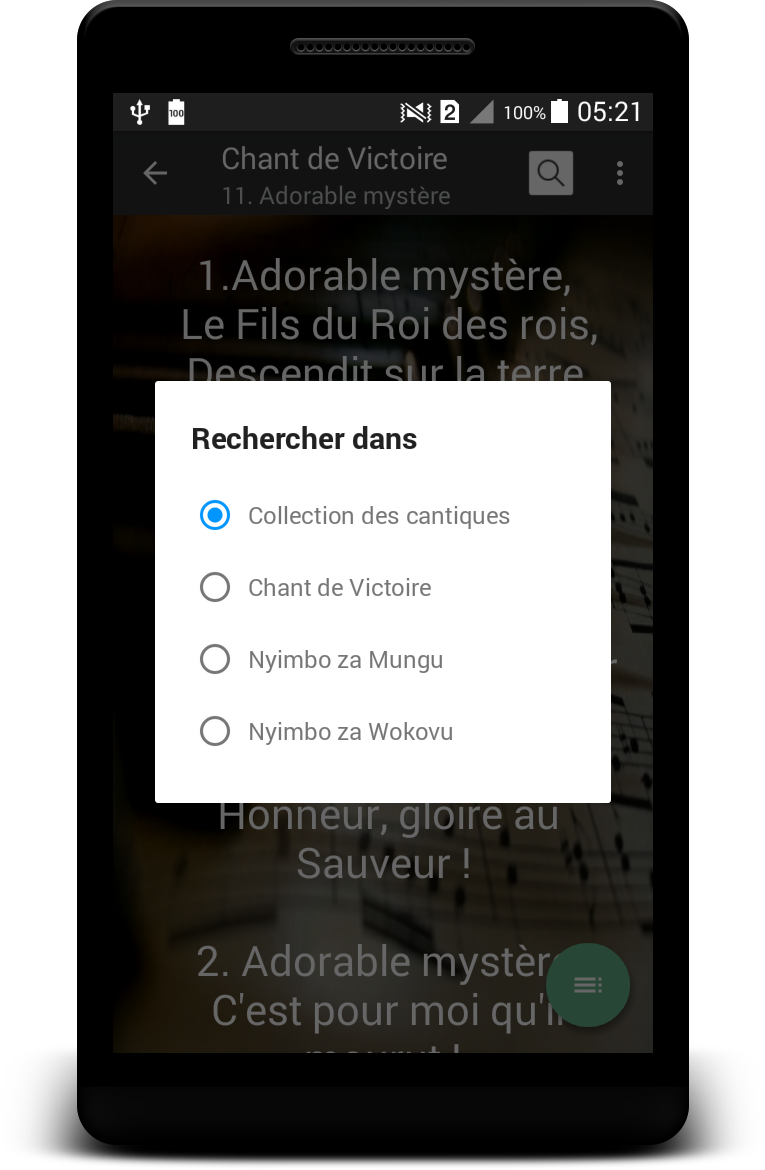 100
2
100%
05:21
Chant de Victoire
11. Adorable mystère
1.Adorable mystère,
Le Fils du Roi des rois,
Descendit sur la terre
Rechercher dans
Collection des cantiques
Chant de Victoire
Nyimbo za Mungu
Nyimbo za Wokovu
Honneur, gloire au
Sauveur !
2. Adorable mystère
C'est pour moi qu'il
mourut !